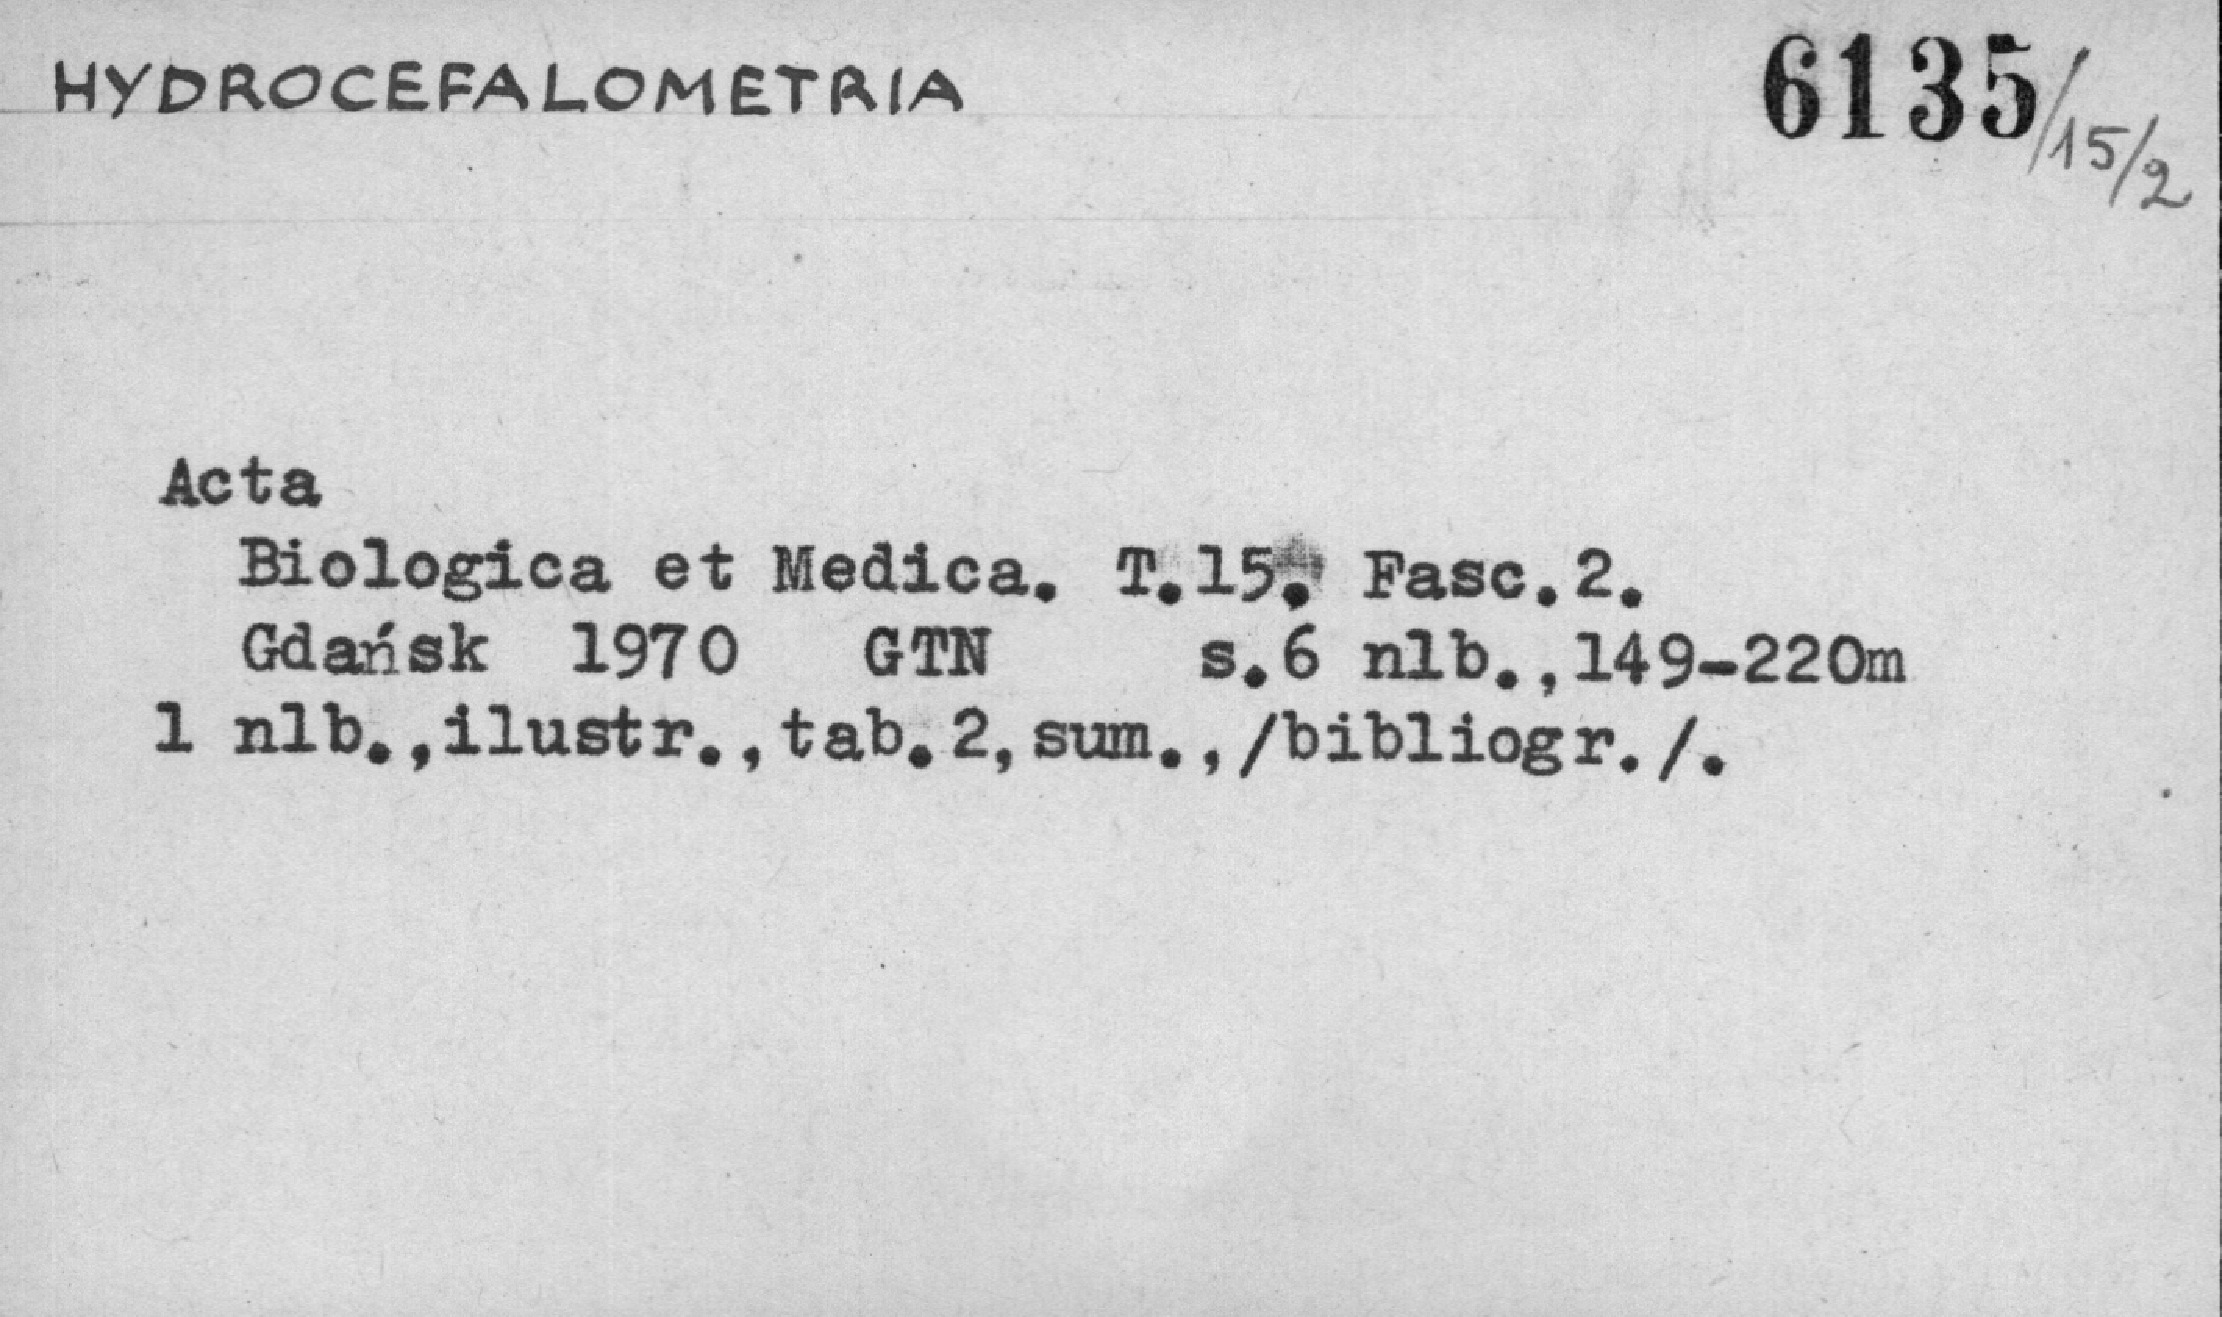 HYDROCEFALOMETRIA 6135/15/2
Acta
Biologica et Medica. T.15. Fasc.2.
Gdańsk 1970 GTN s.6 nlb.,149-220m
1 nlb.,ilustr.,tab.2,sum.,/bibliogr./.